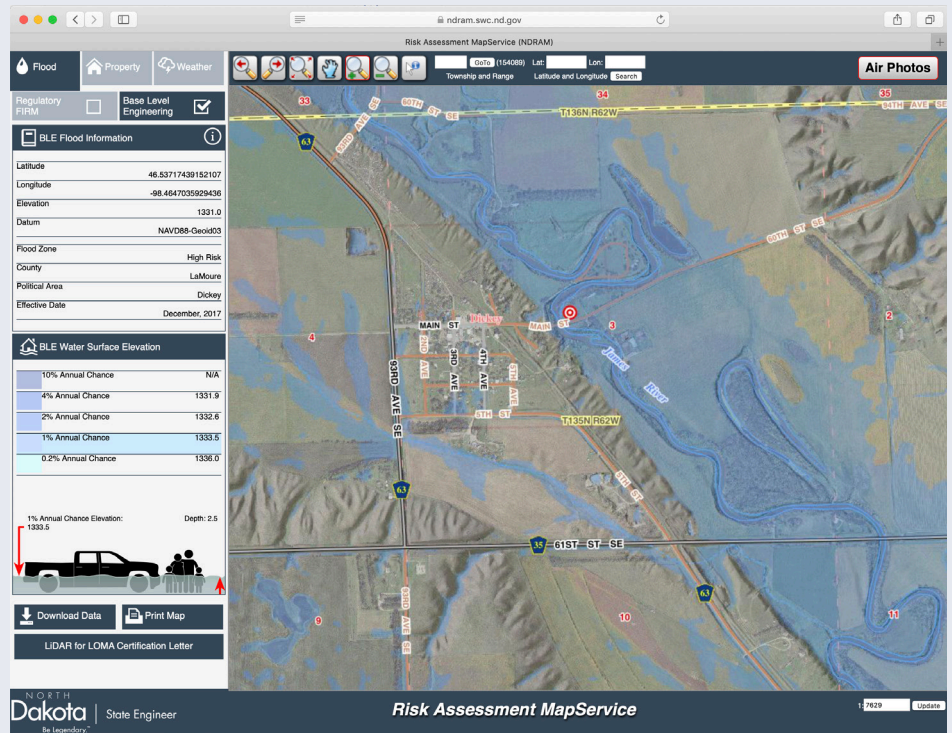 ndram.swc.nd.gov
Risk Assessment MapService (NDRAM)
Flood
Property
Weather
GoTo (154089) Lat: Lon:
Township and Range Latitude and Longitude Search
Air Photos
Regulatory FIRM
Base Level Engineering
BLE Flood Information
Latitude
46.53717439152107
Longitude
-98.4647035929436
Elevation
1331.0
Datum
NAVD88-Geoid03
Flood Zone
High Risk
County
LaMoure
Political Area
Dickey
Effective Date
December, 2017
BLE Water Surface Elevation
10% Annual Chance N/A
4% Annual Chance 1331.9
2% Annual Chance 1332.6
1% Annual Chance 1333.5
0.2% Annual Chance 1336.0
1% Annual Chance Elevation: Depth: 2.5
1333.5
Download Data
Print Map
LiDAR for LOMA Certification Letter
33
34
35
60TH ST SE
T136N R62W
94TH AVE SE
93RD AVE SE
63
60TH ST SE
MAIN ST
Dickey
MAIN ST
3
2
4
James River
2ND AVE
3RD AVE
4TH AVE
5TH AVE
93RD AVE SE
5TH ST
T135N R62W
5TH ST
63
35
61ST ST SE
63
93RD AVE SE
9
10
11
NORTH
Dakota
Be Legendary.™
State Engineer
Risk Assessment MapService
1: 7629 Update